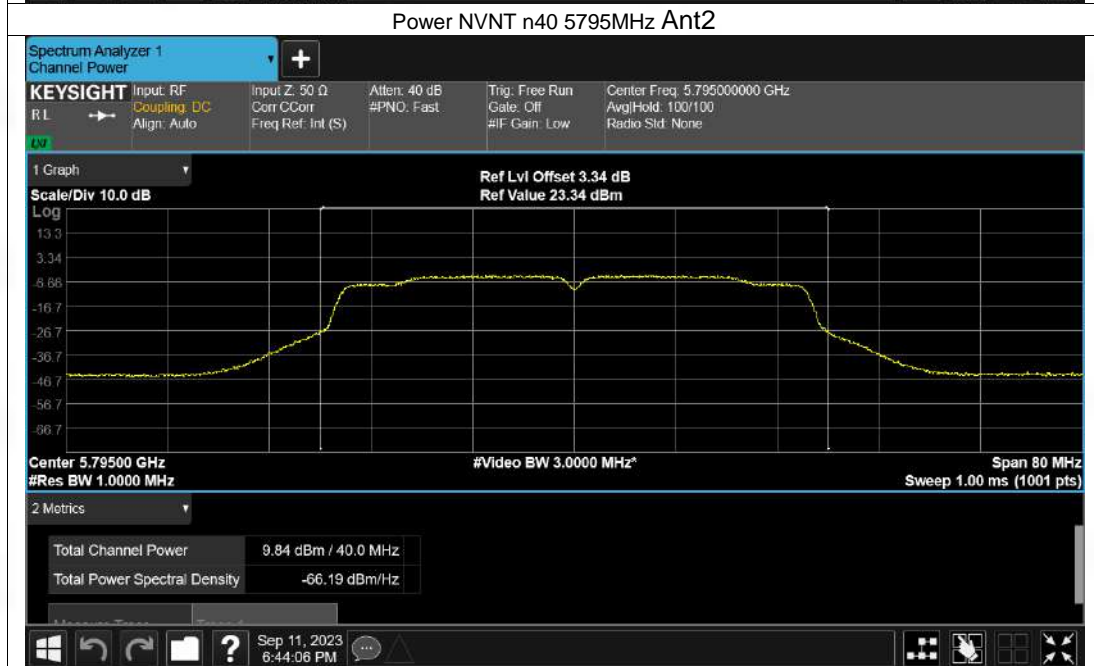 Power NVNT n40 5795MHz Ant2
Spectrum Analyzer 1
Channel Power
+
KEYSIGHT
RL
Input: RF
Coupling: DC
Align: Auto
Input Z: 50 Ω
Corr CCorr
Freq Ref: Int (S)
Atten: 40 dB
#PNO: Fast
Trig: Free Run
Gate: Off
#IF Gain: Low
Center Freq: 5.795000000 GHz
Avg|Hold: 100/100
Radio Std: None
LXI
1 Graph
Scale/Div 10.0 dB
Ref Lvl Offset 3.34 dB
Ref Value 23.34 dBm
Log
13.3
3.34
-6.66
-16.7
-26.7
-36.7
-46.7
-56.7
-66.7
Center 5.79500 GHz
#Video BW 3.0000 MHz*
Span 80 MHz
#Res BW 1.0000 MHz
Sweep 1.00 ms (1001 pts)
2 Metrics
Total Channel Power 9.84 dBm / 40.0 MHz
Total Power Spectral Density -66.19 dBm/Hz
?
Sep 11, 2023
6:44:06 PM